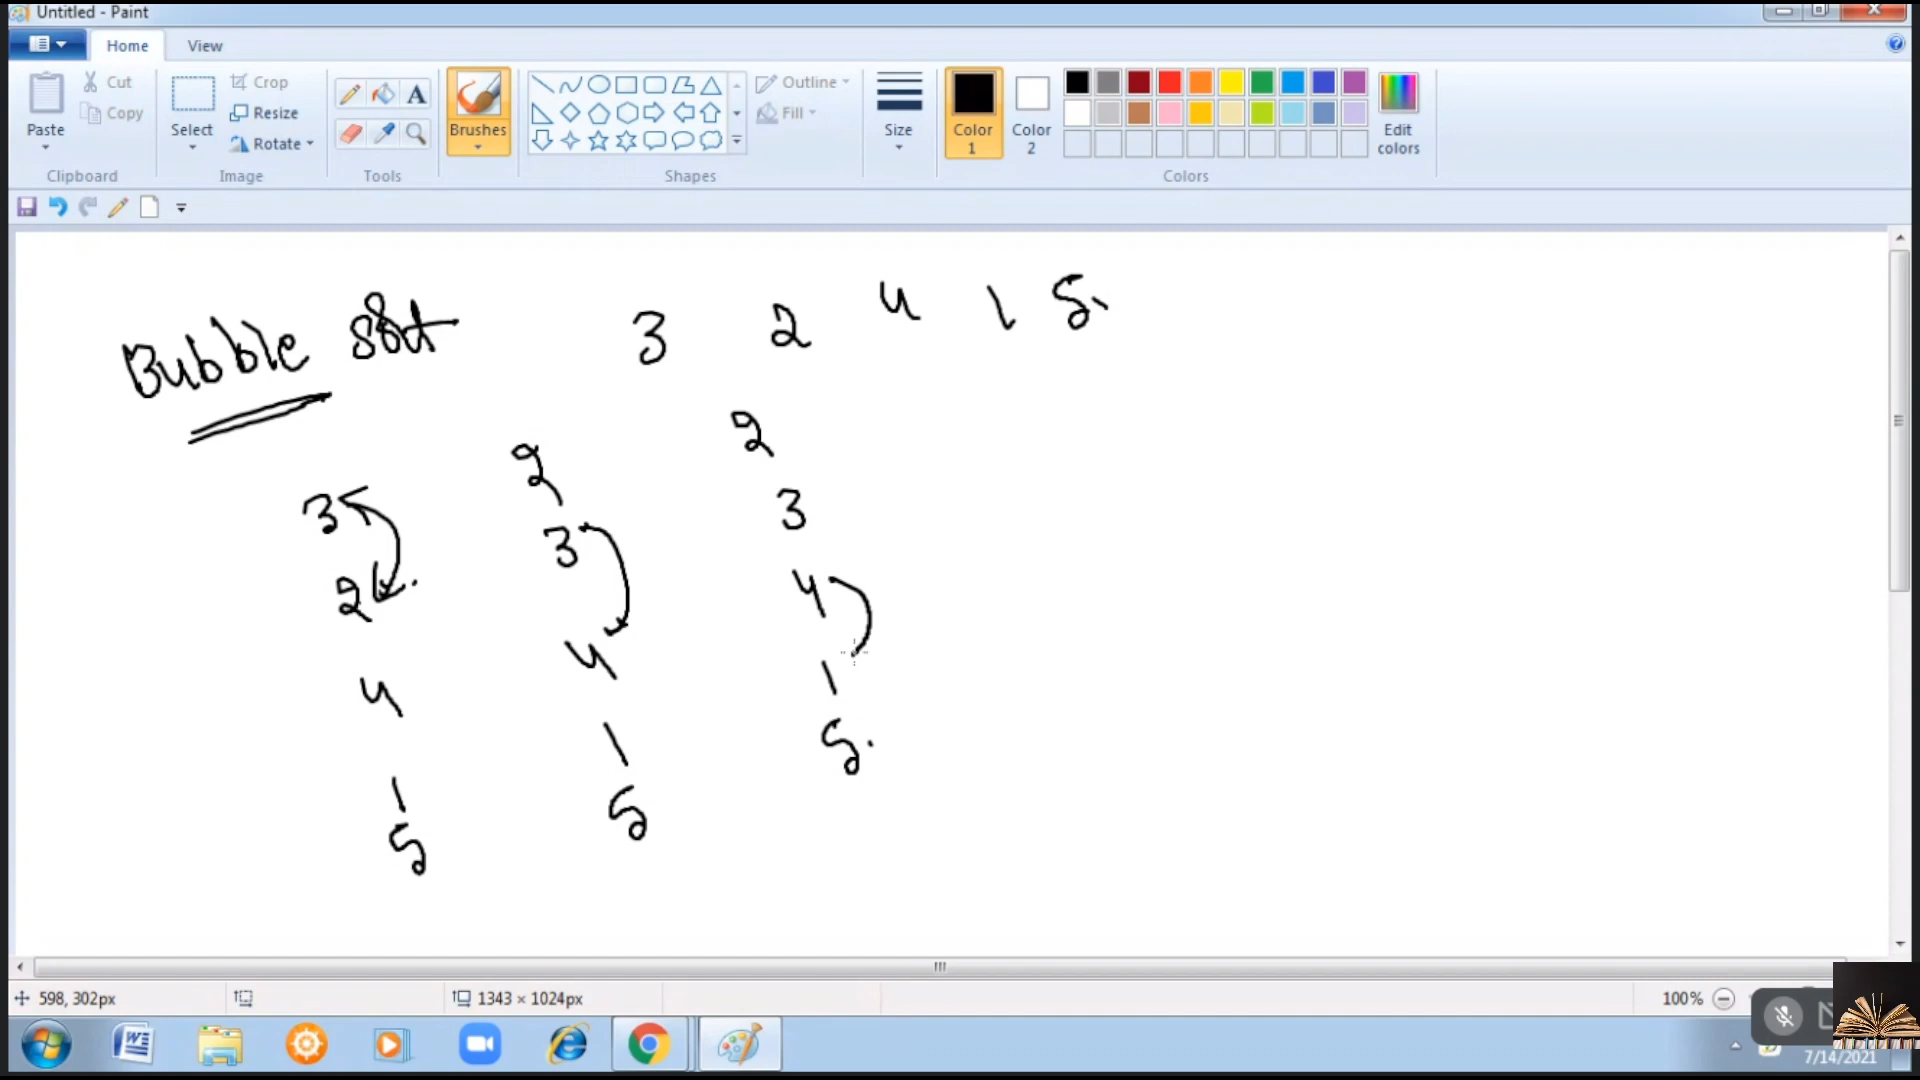 Untitled - Paint
Home View
Cut
Copy
Paste
Clipboard
Crop
Resize
Rotate
Select
Image
Tools
Brushes
Outline
Fill
Shapes
Size
Color 1
Color 2
Edit colors
Colors
Bubble sort 3 2 4 1 5.
3 2 4 1 5
2 3 4 1 5
2 3 4 1 5.
598, 302px
1343 × 1024px
100%
7/14/2021